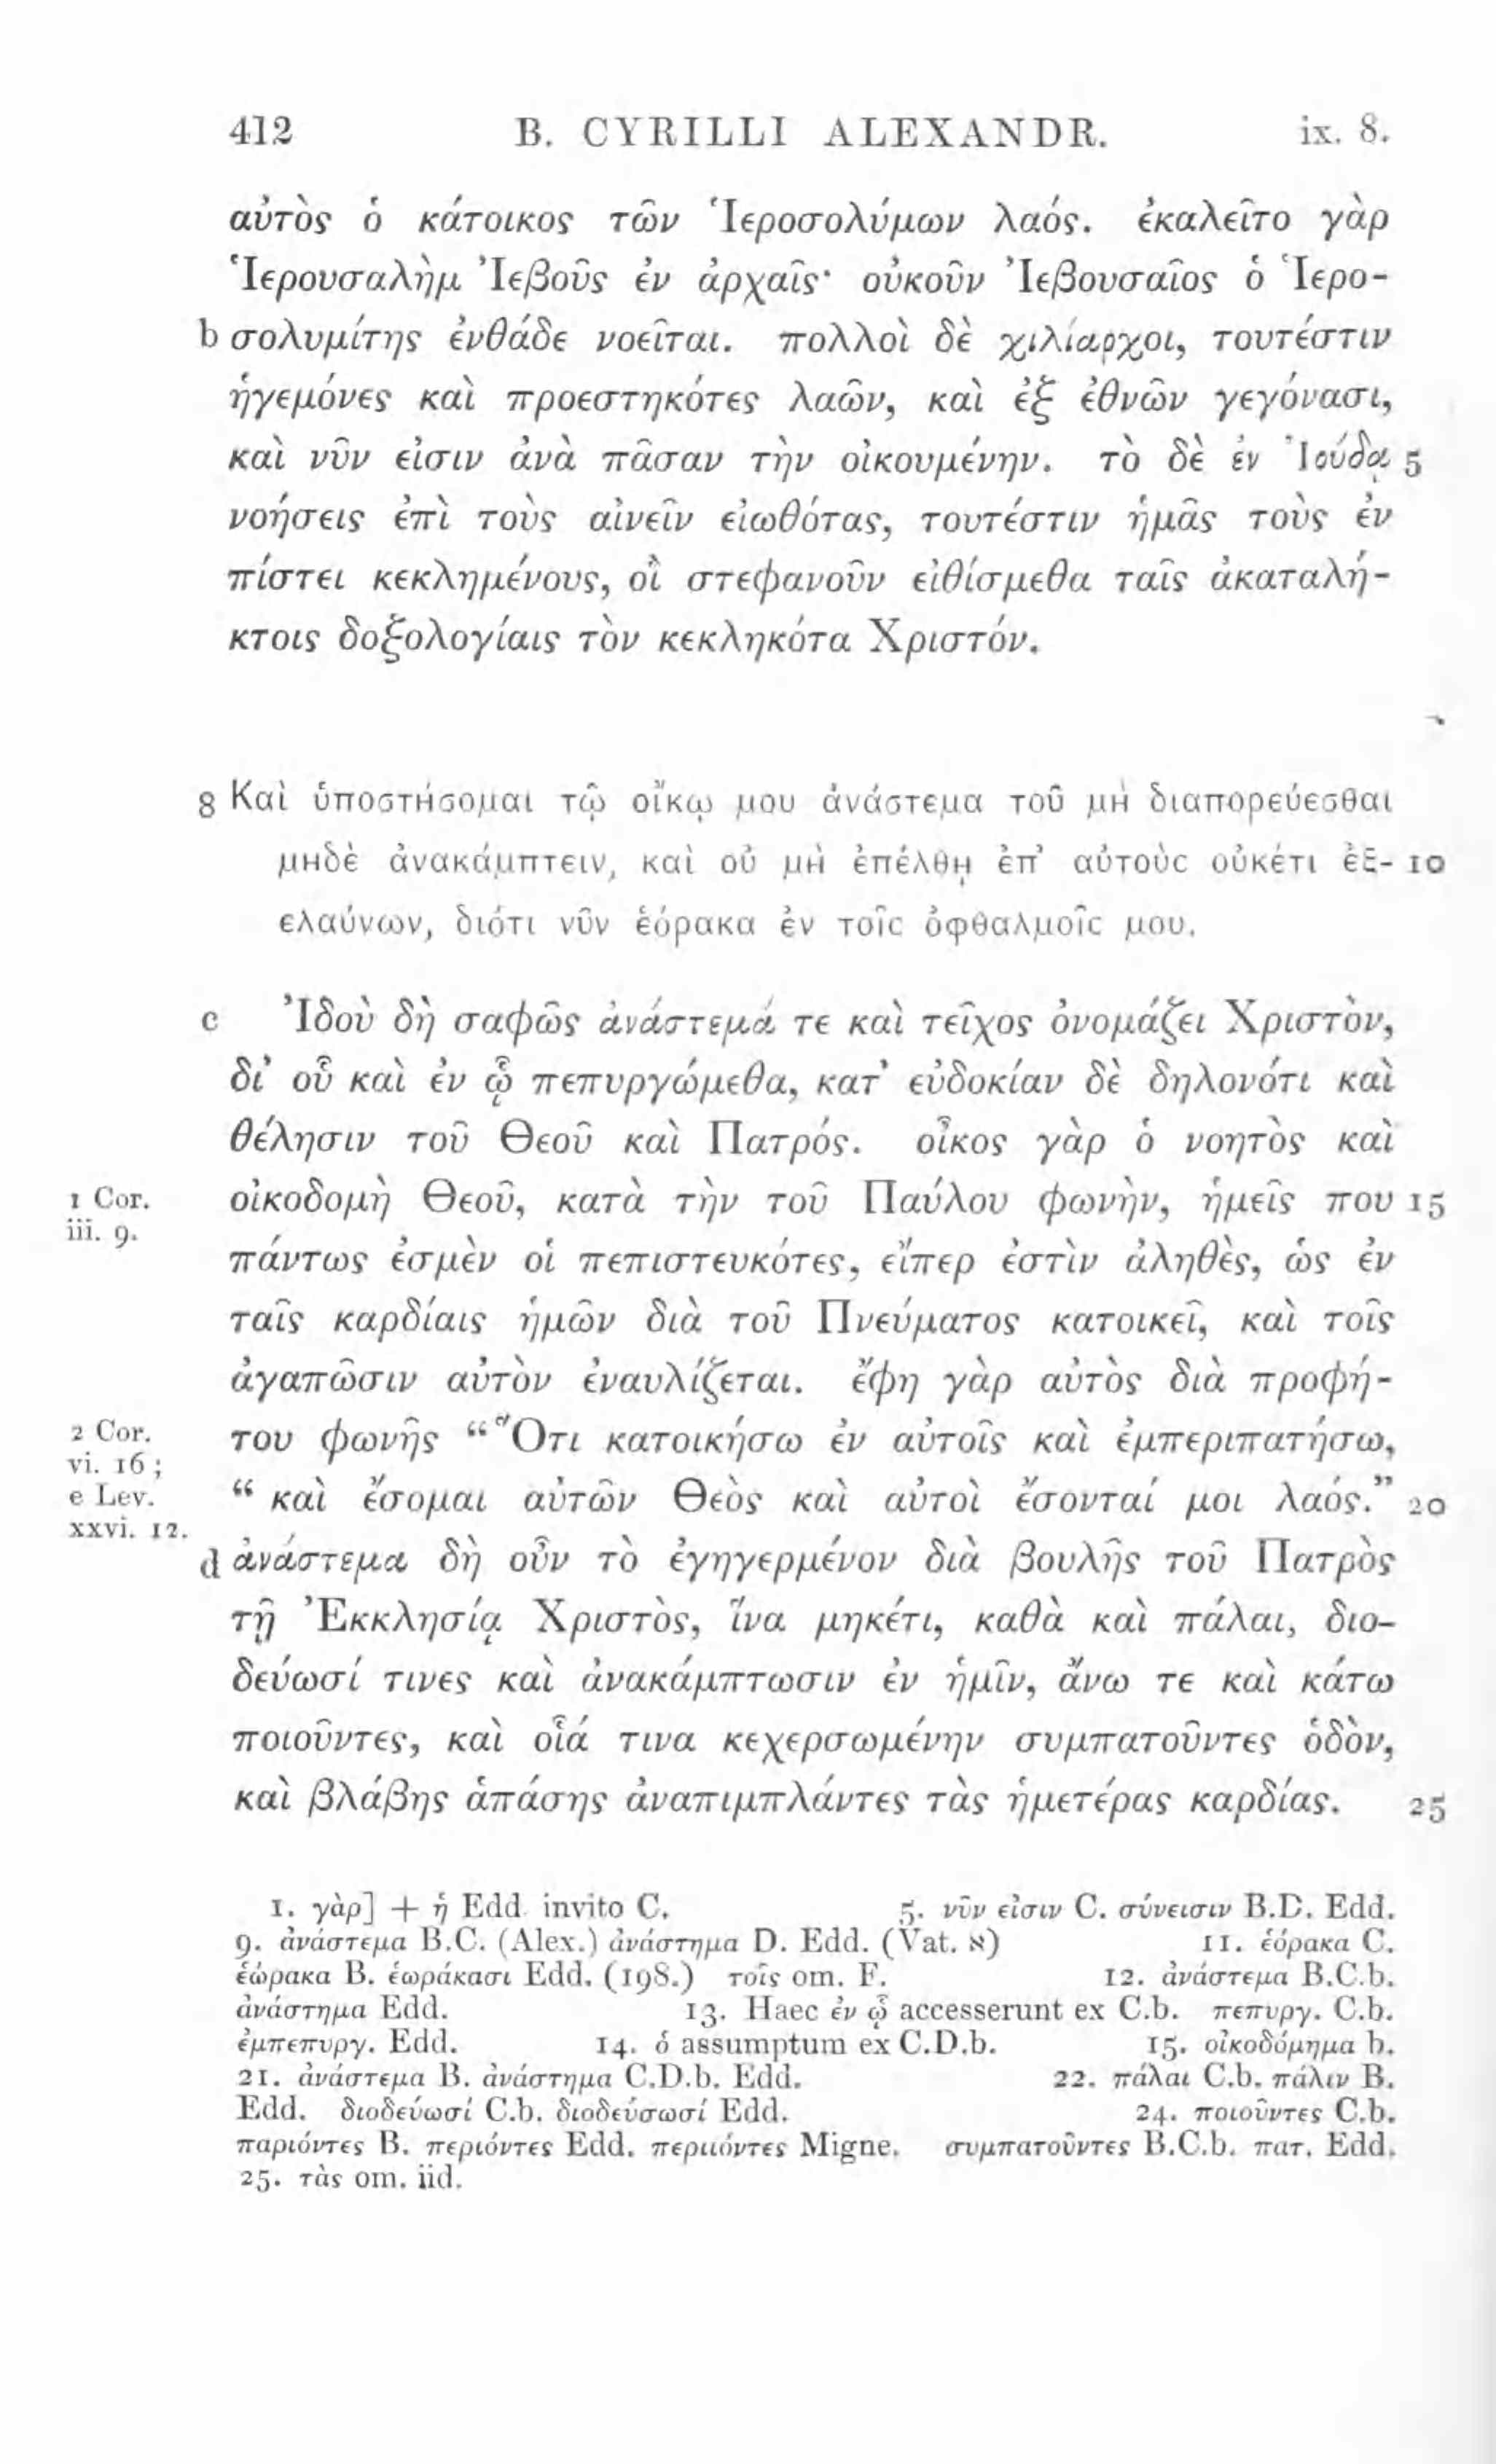 412 B. CYRILLI ALEXANDR. ix. 8.
αὐτὸς ὁ κάτοικος τῶν Ἱεροσολύμων λαός. ἐκαλεῖτο γὰρ
Ἱερουσαλὴμ Ἰεβοῦς ἐν ἀρχαῖς· οὐκοῦν Ἰεβουσαῖος ὁ Ἱερο-
b σολυμίτης ἐνθάδε νοεῖται. πολλοὶ δὲ χιλίαρχοι, τουτέστιν
ἡγεμόνες καὶ προεστηκότες λαῶν, καὶ ἐξ ἐθνῶν γεγόνασι,
καὶ νῦν εἰσιν ἀνὰ πᾶσαν τὴν οἰκουμένην. τὸ δὲ ἐν Ἰούδᾳ 5
νοήσεις ἐπὶ τοὺς αἰνεῖν εἰωθότας, τουτέστιν ἡμᾶς τοὺς ἐν
πίστει κεκλημένους, οἳ στεφανοῦν εἰθίσμεθα ταῖς ἀκαταλή-
κτοις δοξολογίαις τὸν κεκληκότα Χριστόν.
8 Καὶ ὑποστήσομαι τῷ οἴκῳ μου ἀνάστεμα τοῦ μὴ διαπορεύεσθαι
μηδὲ ἀνακάμπτειν, καὶ οὐ μὴ ἐπέλθῃ ἐπ’ αὐτοὺς οὐκέτι ἐξ- 10
ελαύνων, διότι νῦν ἑόρακα ἐν τοῖς ὀφθαλμοῖς μου.
c Ἰδοὺ δὴ σαφῶς ἀνάστεμά τε καὶ τεῖχος ὀνομάζει Χριστὸν,
δι’ οὗ καὶ ἐν ᾧ πεπυργώμεθα, κατ’ εὐδοκίαν δὲ δηλονότι καὶ
θέλησιν τοῦ Θεοῦ καὶ Πατρός. οἶκος γὰρ ὁ νοητὸς καὶ
1 Cor. iii. 9. οἰκοδομὴ Θεοῦ, κατὰ τὴν τοῦ Παύλου φωνὴν, ἡμεῖς που 15
πάντως ἐσμὲν οἱ πεπιστευκότες, εἴπερ ἐστὶν ἀληθὲς, ὡς ἐν
ταῖς καρδίαις ἡμῶν διὰ τοῦ Πνεύματος κατοικεῖ, καὶ τοῖς
ἀγαπῶσιν αὐτὸν ἐναυλίζεται. ἔφη γὰρ αὐτὸς διὰ προφή-
2 Cor. vi. 16; του φωνῆς “Ὅτι κατοικήσω ἐν αὐτοῖς καὶ ἐμπεριπατήσω,
e Lev. xxvi. 12. “ καὶ ἔσομαι αὐτῶν Θεὸς καὶ αὐτοὶ ἔσονταί μοι λαός.” 20
d ἀνάστεμα δὴ οὖν τὸ ἐγηγερμένον διὰ βουλῆς τοῦ Πατρὸς
τῇ Ἐκκλησίᾳ Χριστὸς, ἵνα μηκέτι, καθὰ καὶ πάλαι, διο-
δεύωσί τινες καὶ ἀνακάμπτωσιν ἐν ἡμῖν, ἄνω τε καὶ κάτω
ποιοῦντες, καὶ οἷά τινα κεχερσωμένην συμπατοῦντες ὁδὸν,
καὶ βλάβης ἁπάσης ἀναπιμπλάντες τὰς ἡμετέρας καρδίας. 25
1. γὰρ] + ἡ Edd. invito C. 5. νῦν εἰσιν C. σύνεισιν B.D. Edd.
9. ἀνάστεμα B.C. (Alex.) ἀνάστημα D. Edd. (Vat. א) 11. ἑόρακα C.
ἑώρακα B. ἑωράκασι Edd. (198.) τοῖς om. F. 12. ἀνάστεμα B.C.b.
ἀνάστημα Edd. 13. Haec ἐν ᾧ accesserunt ex C.b. πεπυργ. C.b.
ἐμπεπυργ. Edd. 14. ὁ assumptum ex C.D.b. 15. οἰκοδόμημα b.
21. ἀνάστεμα B. ἀνάστημα C.D.b. Edd. 22. πάλαι C.b. πάλιν B.
Edd. διοδεύωσί C.b. διοδεύσωσί Edd. 24. ποιοῦντες C.b.
παριόντες B. περιόντες Edd. περιιόντες Migne. συμπατοῦντες B.C.b. πατ. Edd.
25. τὰς om. iid.